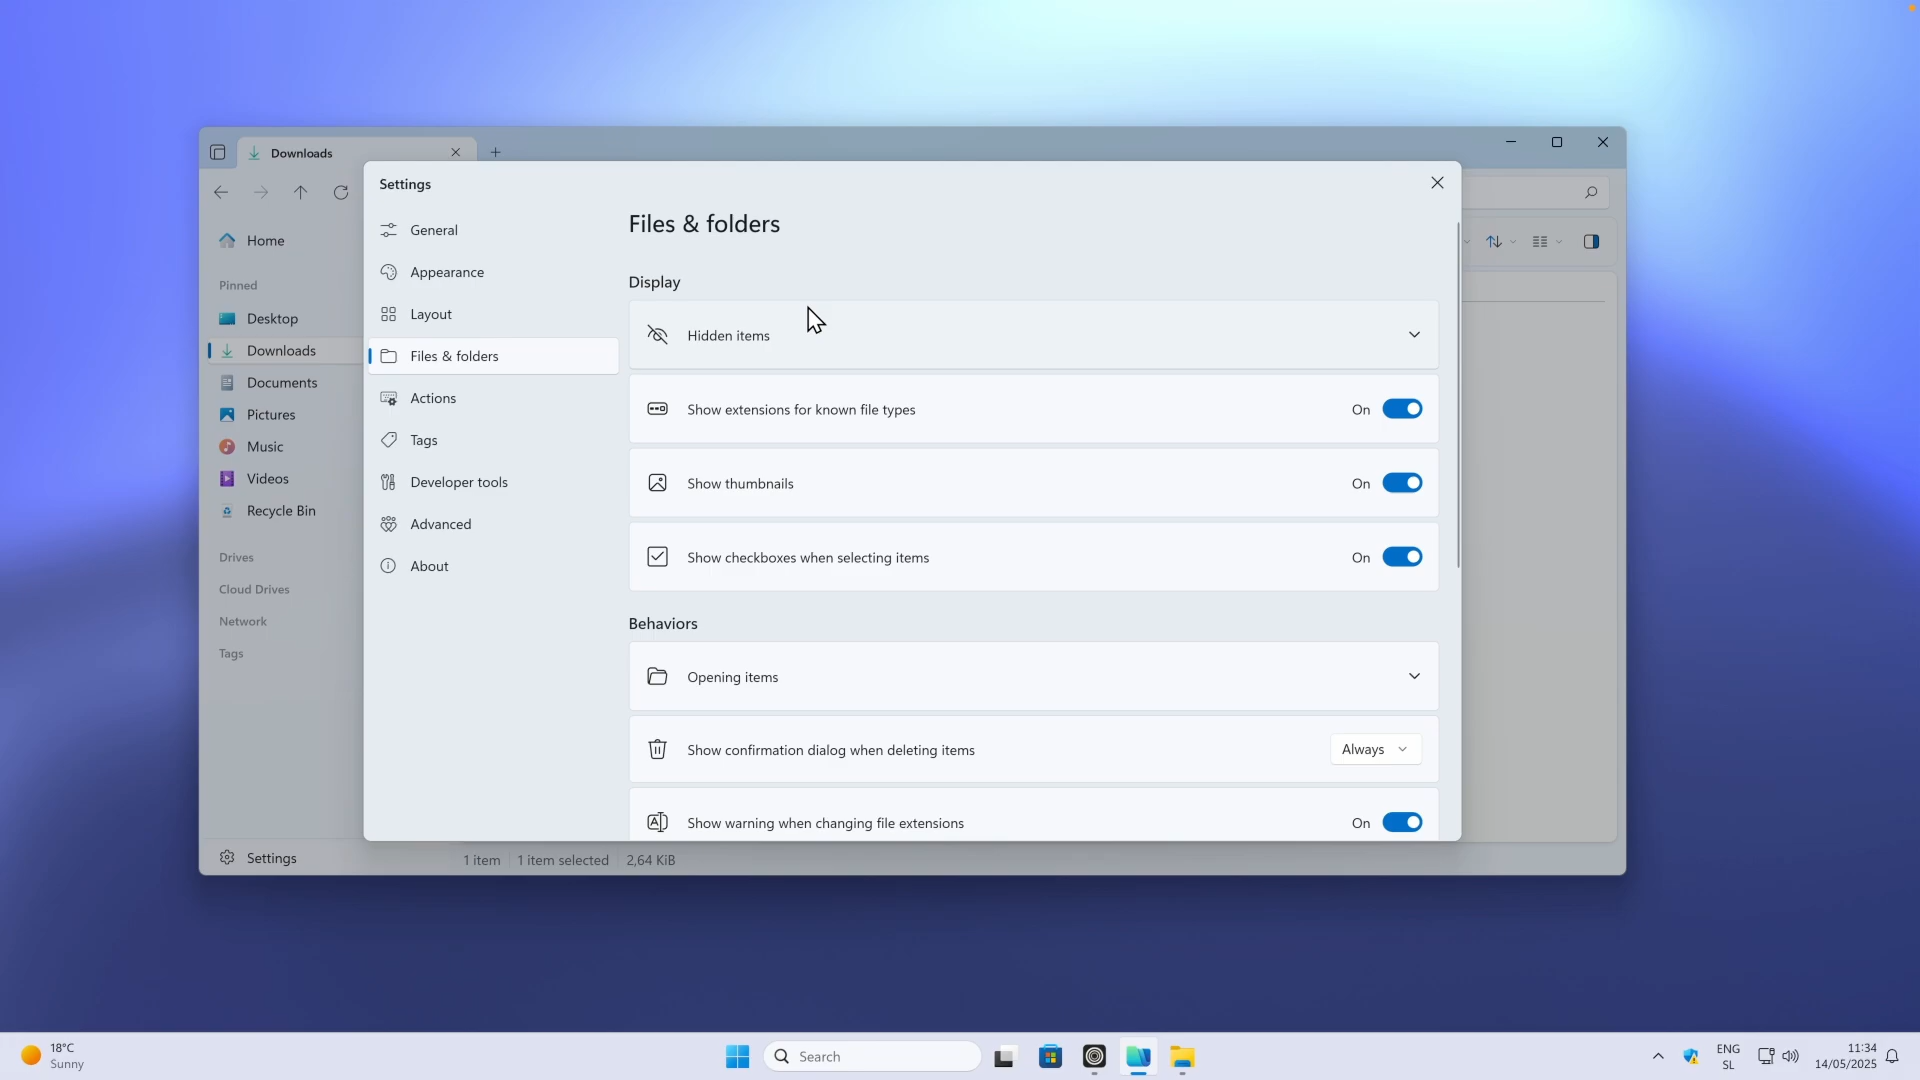 Downloads
Settings
Files & folders
General
Appearance
Layout
Files & folders
Actions
Tags
Developer tools
Advanced
About
Home
Pinned
Desktop
Downloads
Documents
Pictures
Music
Videos
Recycle Bin
Drives
Cloud Drives
Network
Tags
Display
Hidden items
Show extensions for known file types
On
Show thumbnails
On
Show checkboxes when selecting items
On
Behaviors
Opening items
Show confirmation dialog when deleting items
Always
Show warning when changing file extensions
On
Settings
1 item
1 item selected
2,64 KiB
18°C
Sunny
Search
ENG
SL
11:34
14/05/2025